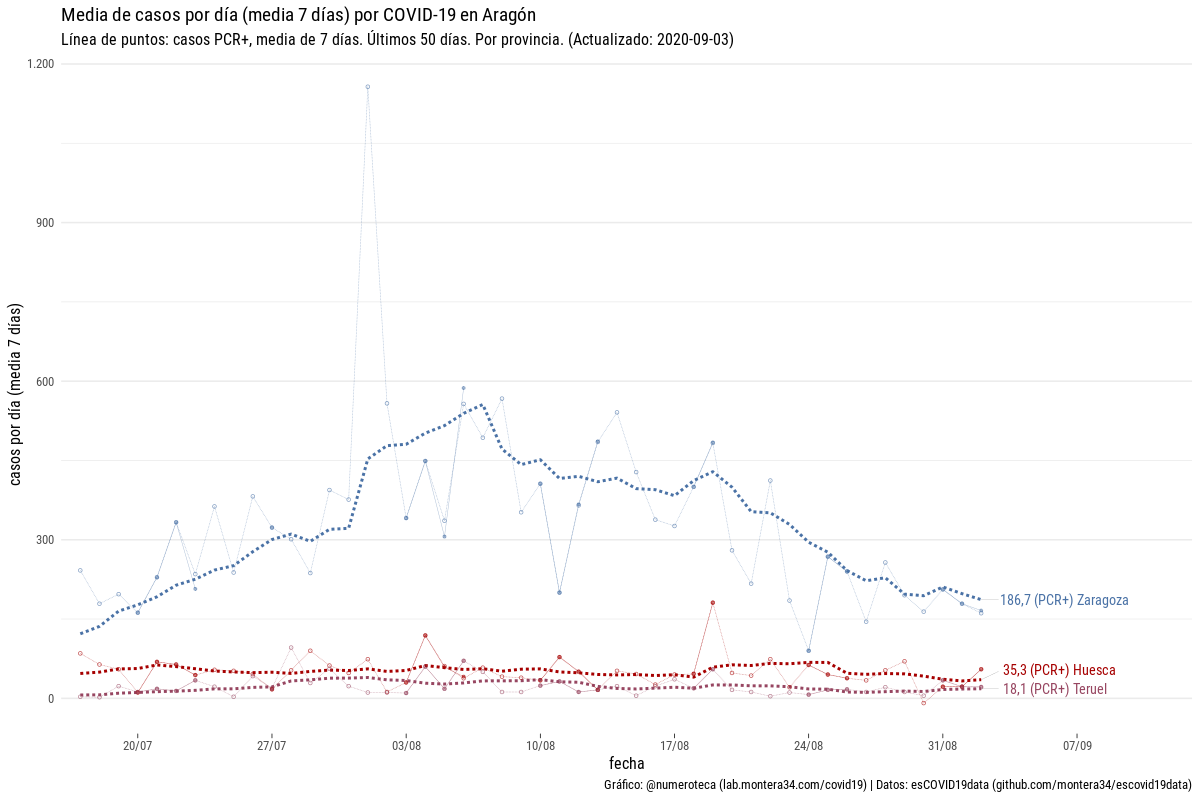 Media de casos por día (media 7 días) por COVID-19 en Aragón
Línea de puntos: casos PCR+, media de 7 días. Últimos 50 días. Por provincia. (Actualizado: 2020-09-03)
casos por día (media 7 días)
1.200
900
600
300
0
186,7 (PCR+) Zaragoza
35,3 (PCR+) Huesca
18,1 (PCR+) Teruel
20/07
27/07
03/08
10/08
17/08
24/08
31/08
07/09
fecha
Gráfico: @numeroteca (lab.montera34.com/covid19) | Datos: esCOVID19data (github.com/montera34/escovid19data)